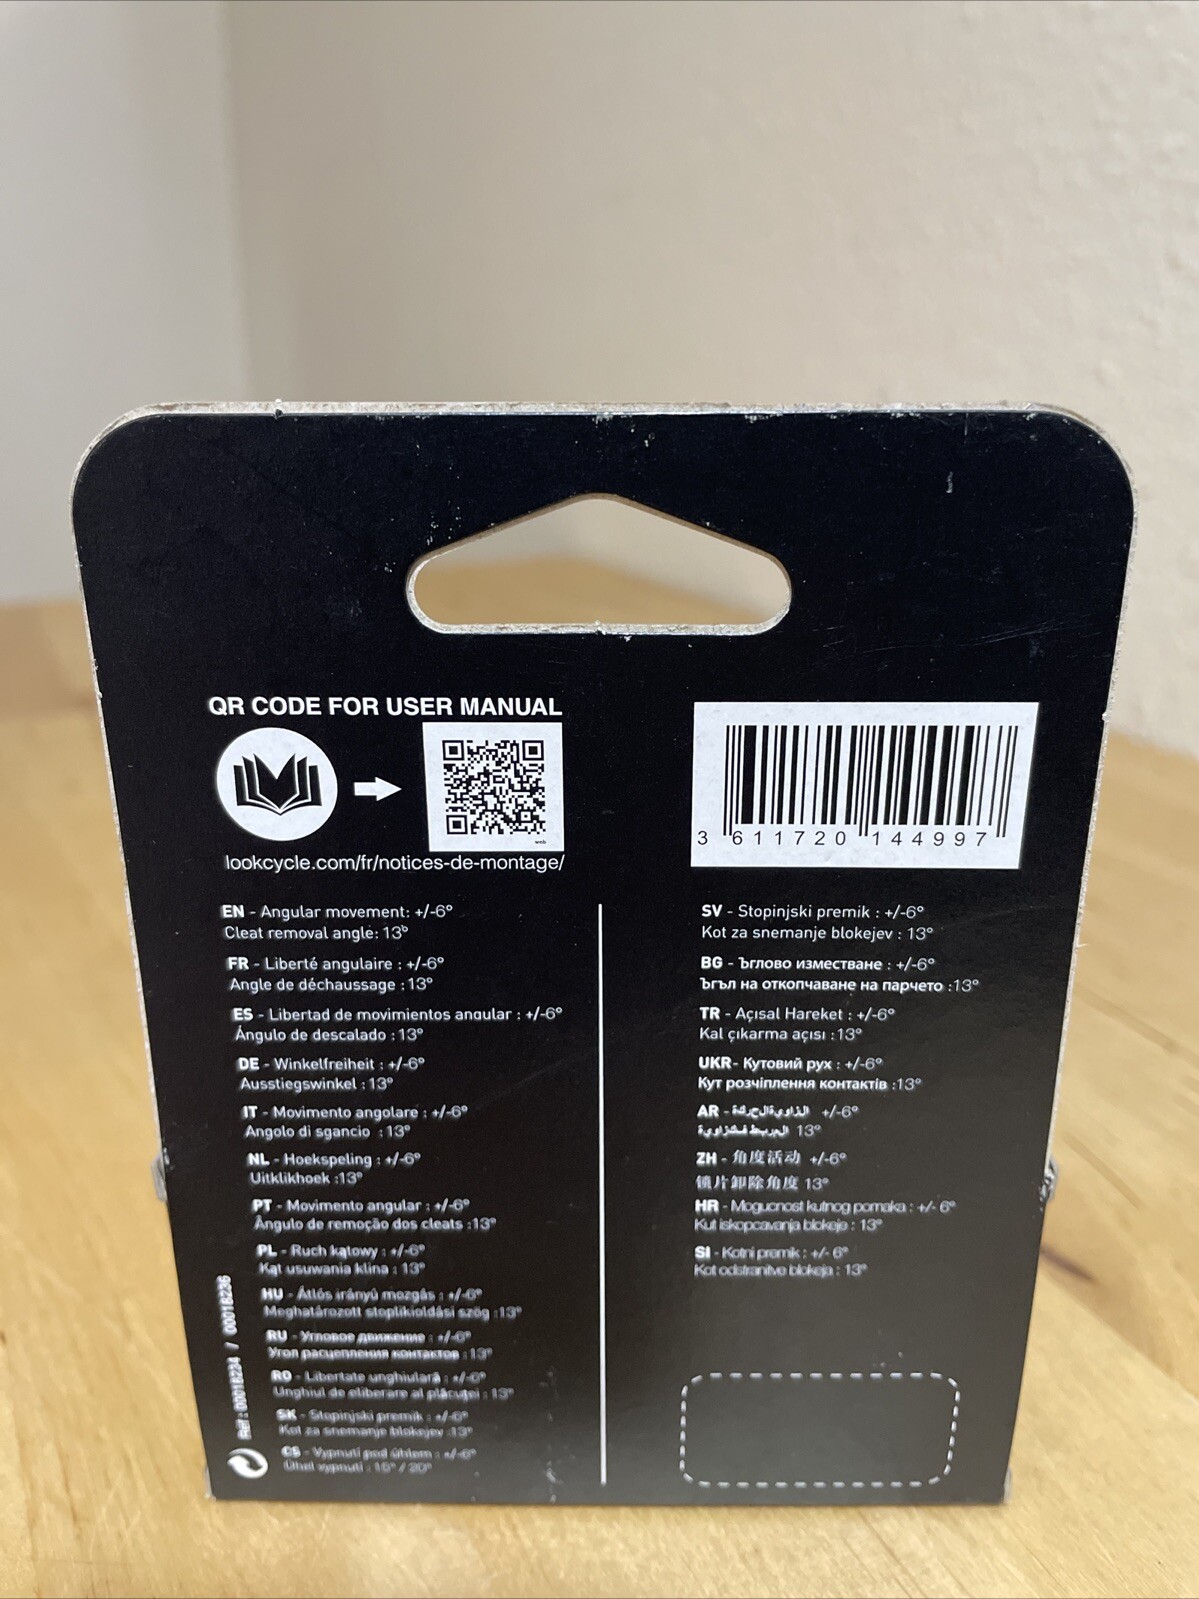 QR CODE FOR USER MANUAL
web
lookcycle.com/fr/notices-de-montage/
3 611720 144997
EN - Angular movement: +/-6°
Cleat removal angle: 13°
FR - Liberté angulaire : +/-6°
Angle de déchaussage : 13°
ES - Libertad de movimientos angular : +/-6°
Ángulo de descalado : 13°
DE - Winkelfreiheit : +/-6°
Ausstiegswinkel : 13°
IT - Movimento angolare : +/-6°
Angolo di sgancio : 13°
NL - Hoekspeling : +/-6°
Uitklikhoek :13°
PT - Movimento angular : +/-6°
Ângulo de remoção dos cleats :13°
PL - Ruch kątowy : +/-6°
Kąt usuwania klina : 13°
HU - Átlós irányú mozgás : +/-6°
Meghatározott stoplikioldási szög :13°
RU - Угловое движение : +/-6°
Угол расцепления контактов : 13°
RO - Libertate unghiulară : +/-6°
Unghiul de eliberare al plăcuței : 13°
SK - Stopinjski premik : +/-6°
Kot za snemanje blokejev :13°
CS - Vypnutí pod úhlem : +/-6°
Úhel vypnutí : 15° / 20°
Ref : 00018234 / 00018236
SV - Stopinjski premik : +/-6°
Kot za snemanje blokejev : 13°
BG - Ъглово изместване : +/-6°
Ъгъл на откопчаване на парчето :13°
TR - Açısal Hareket : +/-6°
Kal çıkarma açısı :13°
UKR- Кутовий рух : +/-6°
Кут розчіплення контактів :13°
AR - +/-6°
13°
ZH - 角度活动 +/-6°
锁片卸除角度 13°
HR - Mogucnost kutnog pomaka : +/- 6°
Kut iskopcavanja blokeje : 13°
SI - Kotni premik : +/- 6°
Kot odstranitve blokeja : 13°